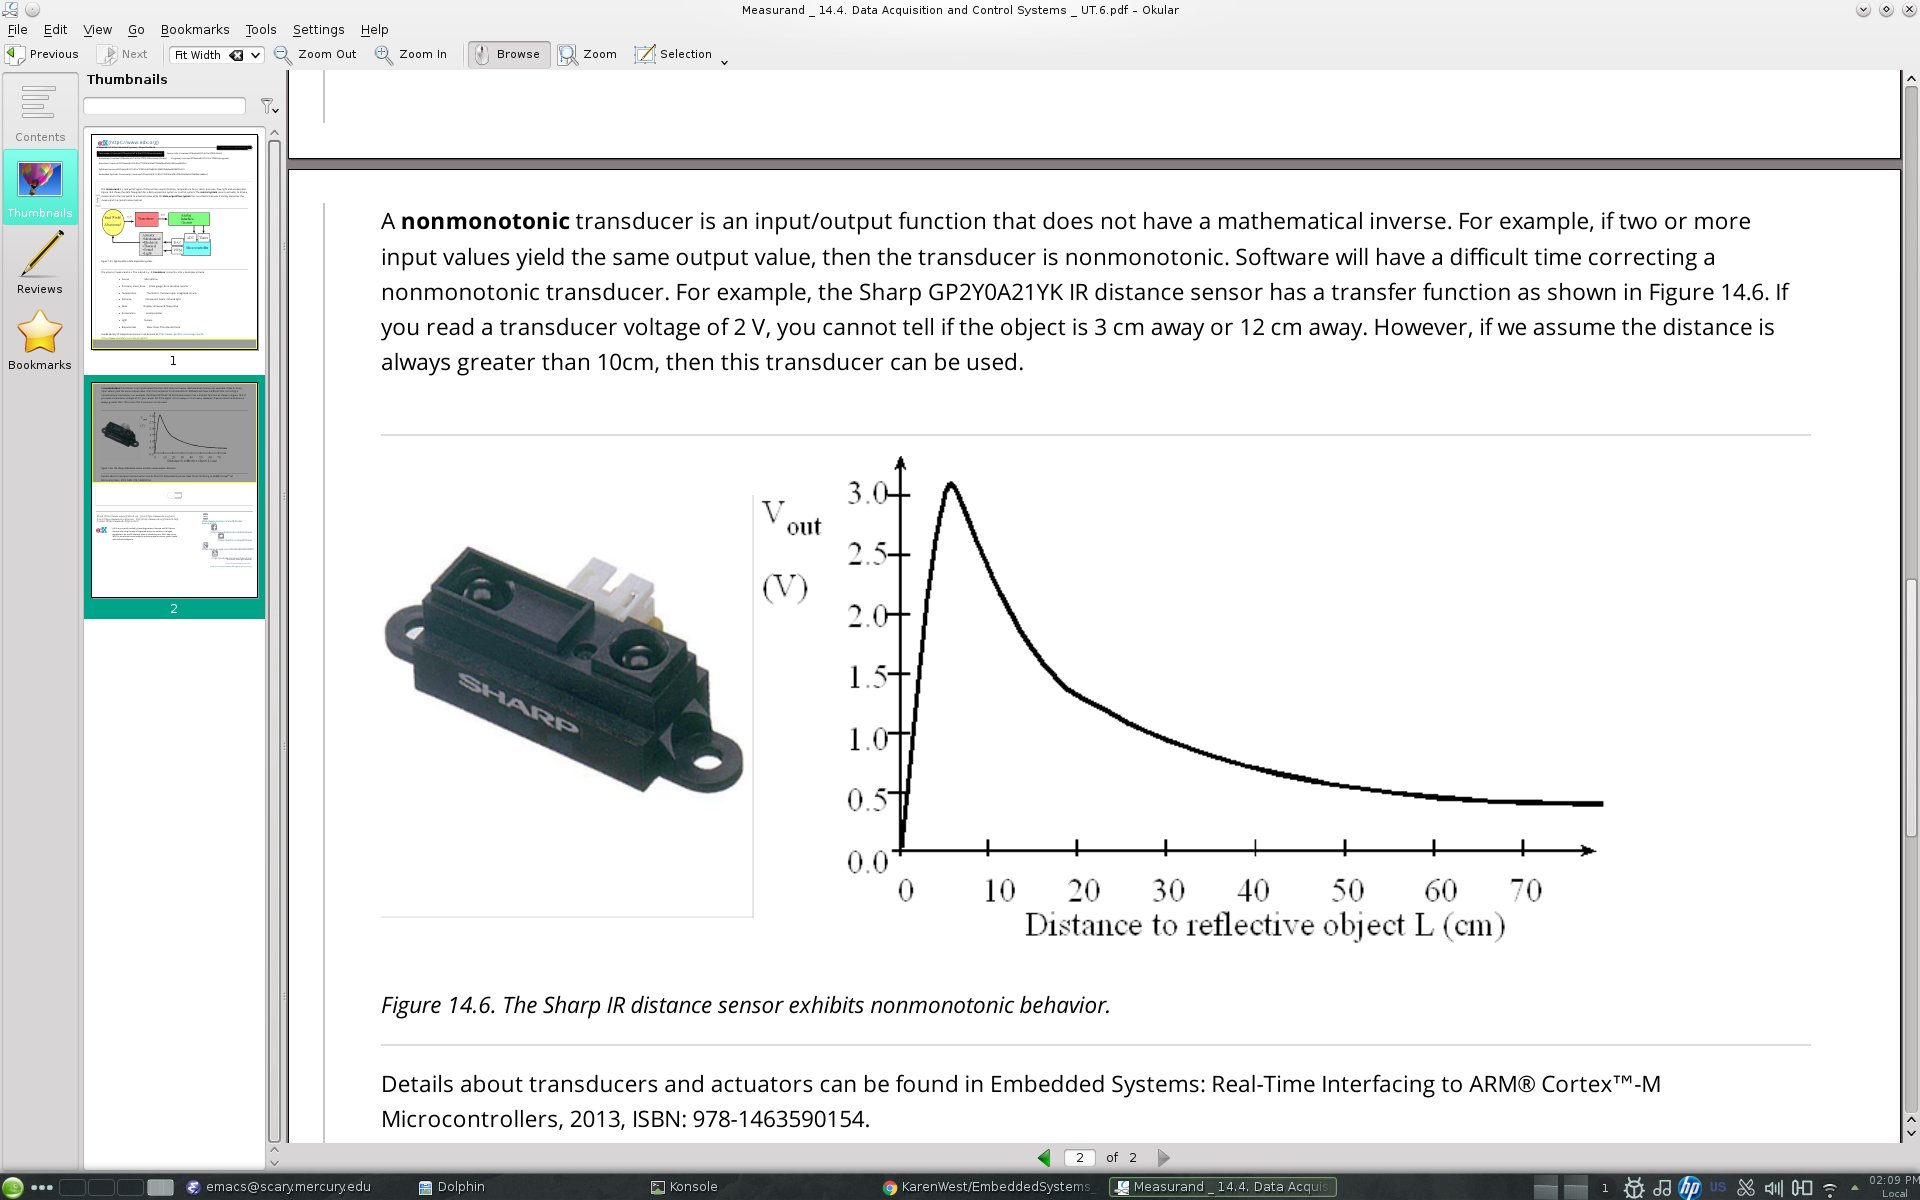 Measurand _ 14.4. Data Acquisition and Control Systems _ UT.6.pdf – Okular
File Edit View Go Bookmarks Tools Settings Help
Previous Next Fit Width Zoom Out Zoom In Browse Zoom Selection
Thumbnails
Contents
Thumbnails
Reviews
Bookmarks
1
2
A nonmonotonic transducer is an input/output function that does not have a mathematical inverse. For example, if two or more
input values yield the same output value, then the transducer is nonmonotonic. Software will have a difficult time correcting a
nonmonotonic transducer. For example, the Sharp GP2Y0A21YK IR distance sensor has a transfer function as shown in Figure 14.6. If
you read a transducer voltage of 2 V, you cannot tell if the object is 3 cm away or 12 cm away. However, if we assume the distance is
always greater than 10cm, then this transducer can be used.
SHARP
Vout
(V)
3.0
2.5
2.0
1.5
1.0
0.5
0.0
0 10 20 30 40 50 60 70
Distance to reflective object L (cm)
Figure 14.6. The Sharp IR distance sensor exhibits nonmonotonic behavior.
Details about transducers and actuators can be found in Embedded Systems: Real-Time Interfacing to ARM® Cortex™-M
Microcontrollers, 2013, ISBN: 978-1463590154.
2 of 2
emacs@scary.mercury.edu Dolphin Konsole KarenWest/EmbeddedSystems Measurand _ 14.4. Data Acquis 1 hp US 02:09 PM
Local